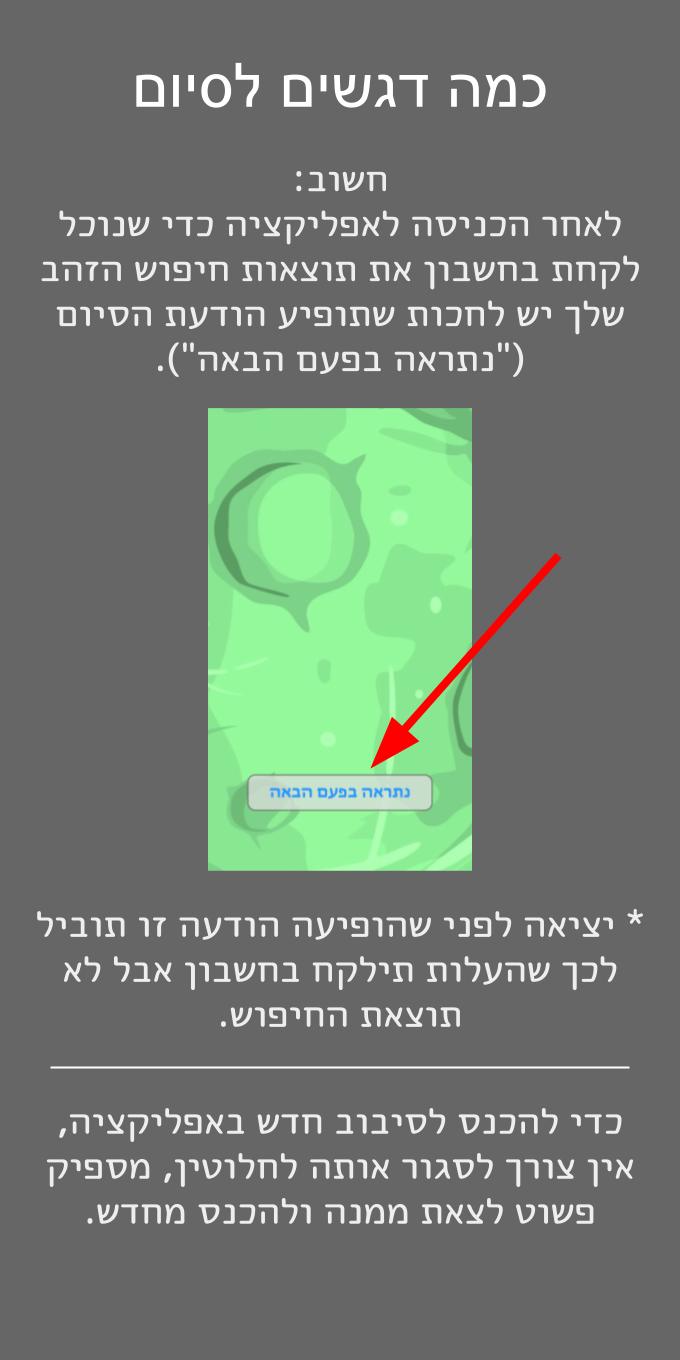 כמה דגשים לסיום
חשוב:
לאחר הכניסה לאפליקציה כדי שנוכל
לקחת בחשבון את תוצאות חיפוש הזהב
שלך יש לחכות שתופיע הודעת הסיום
("נתראה בפעם הבאה").
נתראה בפעם הבאה
* יציאה לפני שהופיעה הודעה זו תוביל
לכך שהעלות תילקח בחשבון אבל לא
תוצאת החיפוש.
כדי להכנס לסיבוב חדש באפליקציה,
אין צורך לסגור אותה לחלוטין, מספיק
פשוט לצאת ממנה ולהכנס מחדש.